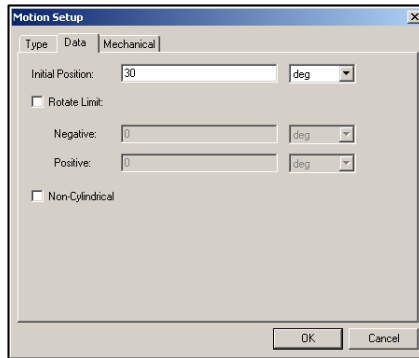 Motion Setup
Type Data Mechanical
Initial Position: 30 deg
Rotate Limit:
Negative: 0 deg
Positive: 0 deg
Non-Cylindrical
OK Cancel